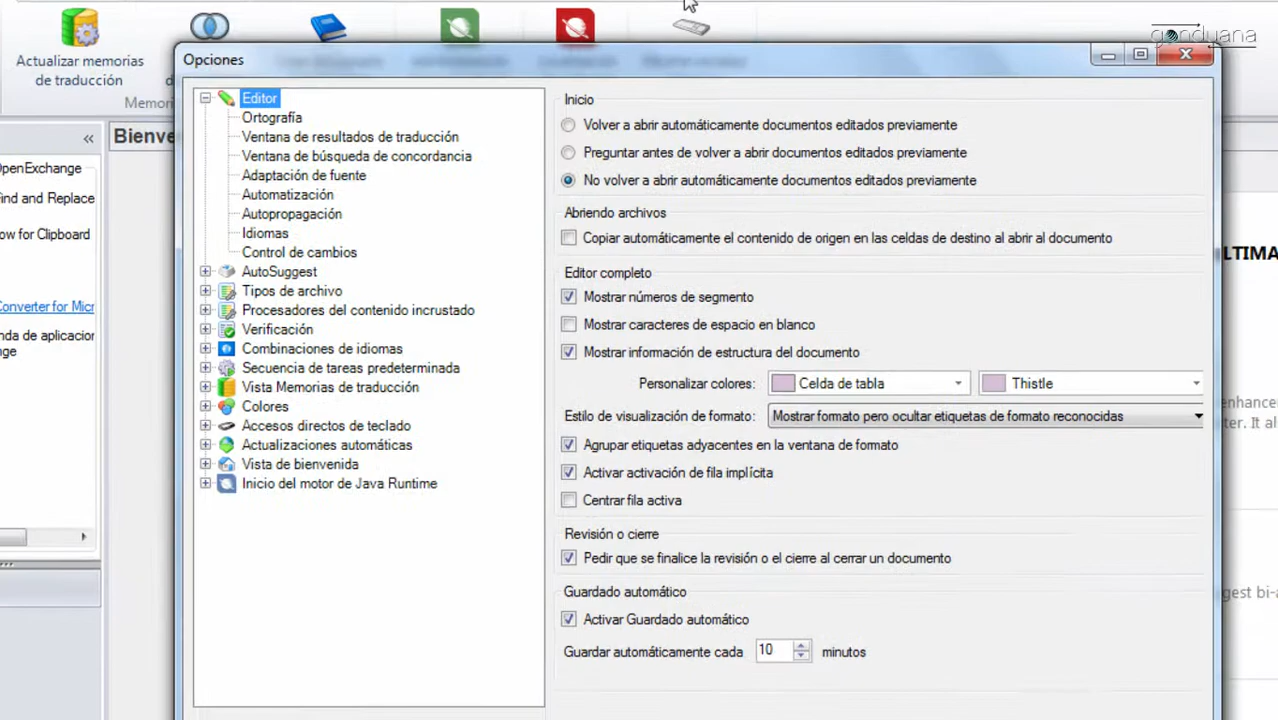 gonduana
Actualizar memorias
de traducción
Opciones
Memori
Bienve
OpenExchange
Find and Replace
ow for Clipboard
Converter for Micr
nda de aplicacion
nge
Editor
Ortografía
Ventana de resultados de traducción
Ventana de búsqueda de concordancia
Adaptación de fuente
Automatización
Autopropagación
Idiomas
Control de cambios
AutoSuggest
Tipos de archivo
Procesadores del contenido incrustado
Verificación
Combinaciones de idiomas
Secuencia de tareas predeterminada
Vista Memorias de traducción
Colores
Accesos directos de teclado
Actualizaciones automáticas
Vista de bienvenida
Inicio del motor de Java Runtime
Inicio
Volver a abrir automáticamente documentos editados previamente
Preguntar antes de volver a abrir documentos editados previamente
No volver a abrir automáticamente documentos editados previamente
Abriendo archivos
Copiar automáticamente el contenido de origen en las celdas de destino al abrir al documento
Editor completo
Mostrar números de segmento
Mostrar caracteres de espacio en blanco
Mostrar información de estructura del documento
Personalizar colores: Celda de tabla Thistle
Estilo de visualización de formato: Mostrar formato pero ocultar etiquetas de formato reconocidas
Agrupar etiquetas adyacentes en la ventana de formato
Activar activación de fila implícita
Centrar fila activa
Revisión o cierre
Pedir que se finalice la revisión o el cierre al cerrar un documento
Guardado automático
Activar Guardado automático
Guardar automáticamente cada 10 minutos
LTIMA
enhancer
ter. It al
gest bi-a